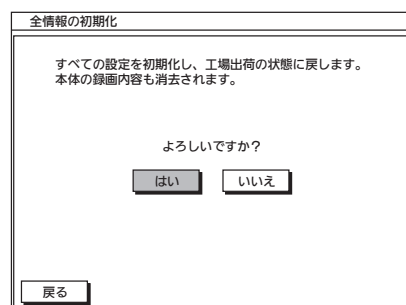 全情報の初期化
すべての設定を初期化し、工場出荷の状態に戻します。
本体の録画内容も消去されます。
よろしいですか?
はい いいえ
戻る